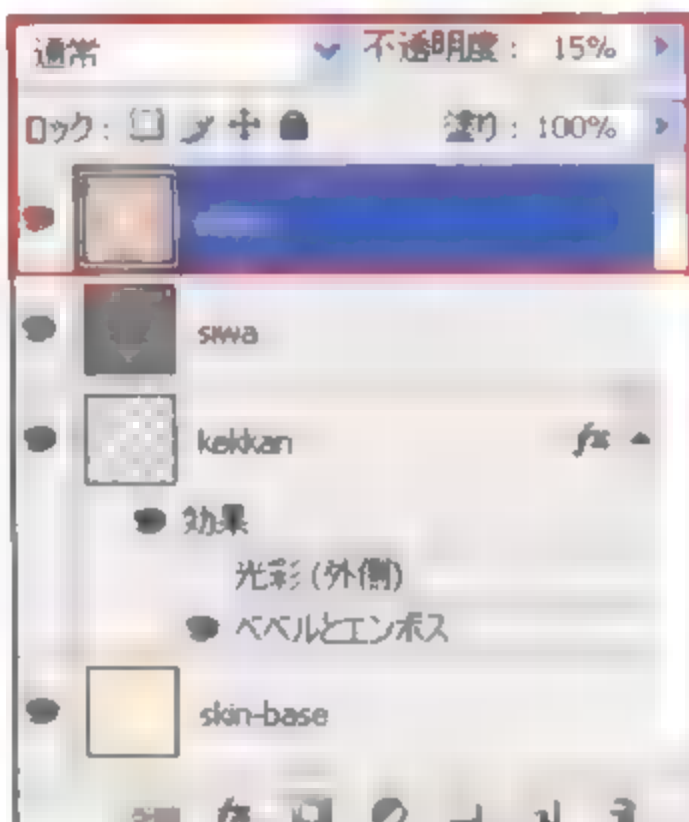 通常 不透明度： 15%
ロック： 塗り： 100%
siwa
kekkan fx
効果
光彩 (外側)
ベベルとエンボス
skin-base